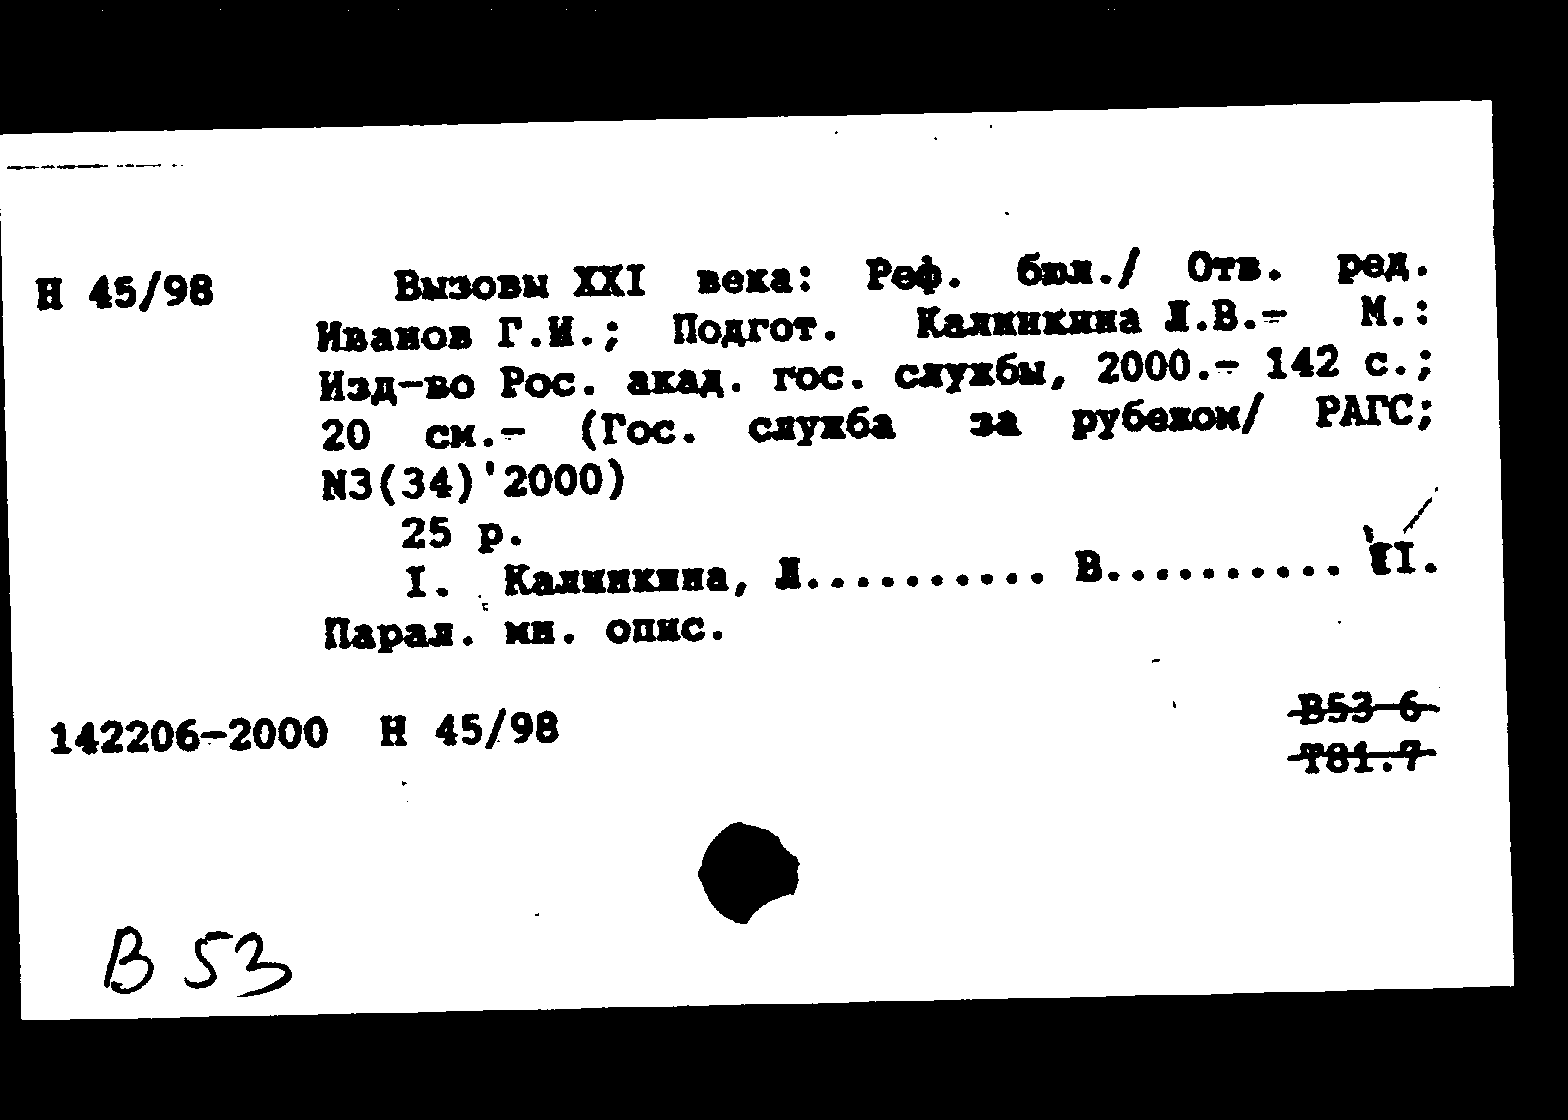 Н 45/98 Вызовы XXI века: Реф. бюл./ Отв. ред.
Иванов Г.И.; Подгот. Калинкина Л.В.- М.:
Изд-во Рос. акад. гос. службы, 2000.- 142 с.;
20 см.- (Гос. служба за рубежом/ РАГС;
N3(34)'2000)
25 р.
I. Калинкина, Л.......... В.......... II.
Парал. ин. опис.
142206-2000 Н 45/98
В53 6
Т81.7
В 53